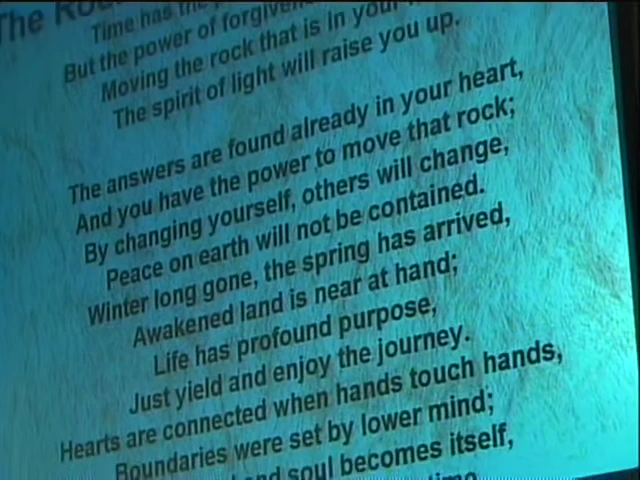 The
Time has the
But the power of forgiveness
Moving the rock that is in your
The spirit of light will raise you up.
The answers are found already in your heart,
And you have the power to move that rock;
By changing yourself, others will change,
Peace on earth will not be contained.
Winter long gone, the spring has arrived,
Awakened land is near at hand;
Life has profound purpose,
Just yield and enjoy the journey.
Hearts are connected when hands touch hands,
Boundaries were set by lower mind;
and soul becomes itself,
time